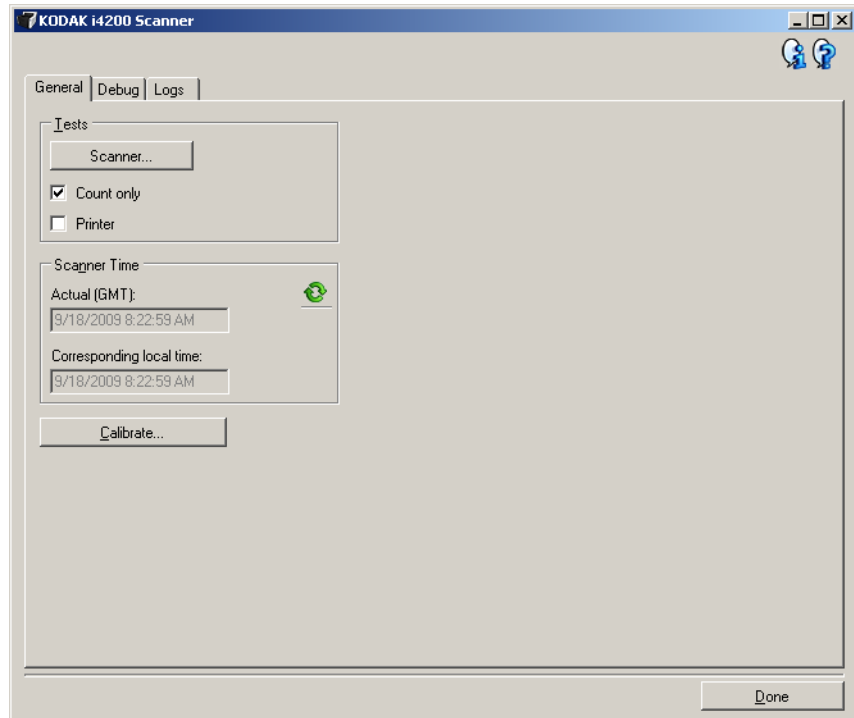 KODAK i4200 Scanner
General Debug Logs
Tests
Scanner...
Count only
Printer
Scanner Time
Actual (GMT):
9/18/2009 8:22:59 AM
Corresponding local time:
9/18/2009 8:22:59 AM
Calibrate...
Done